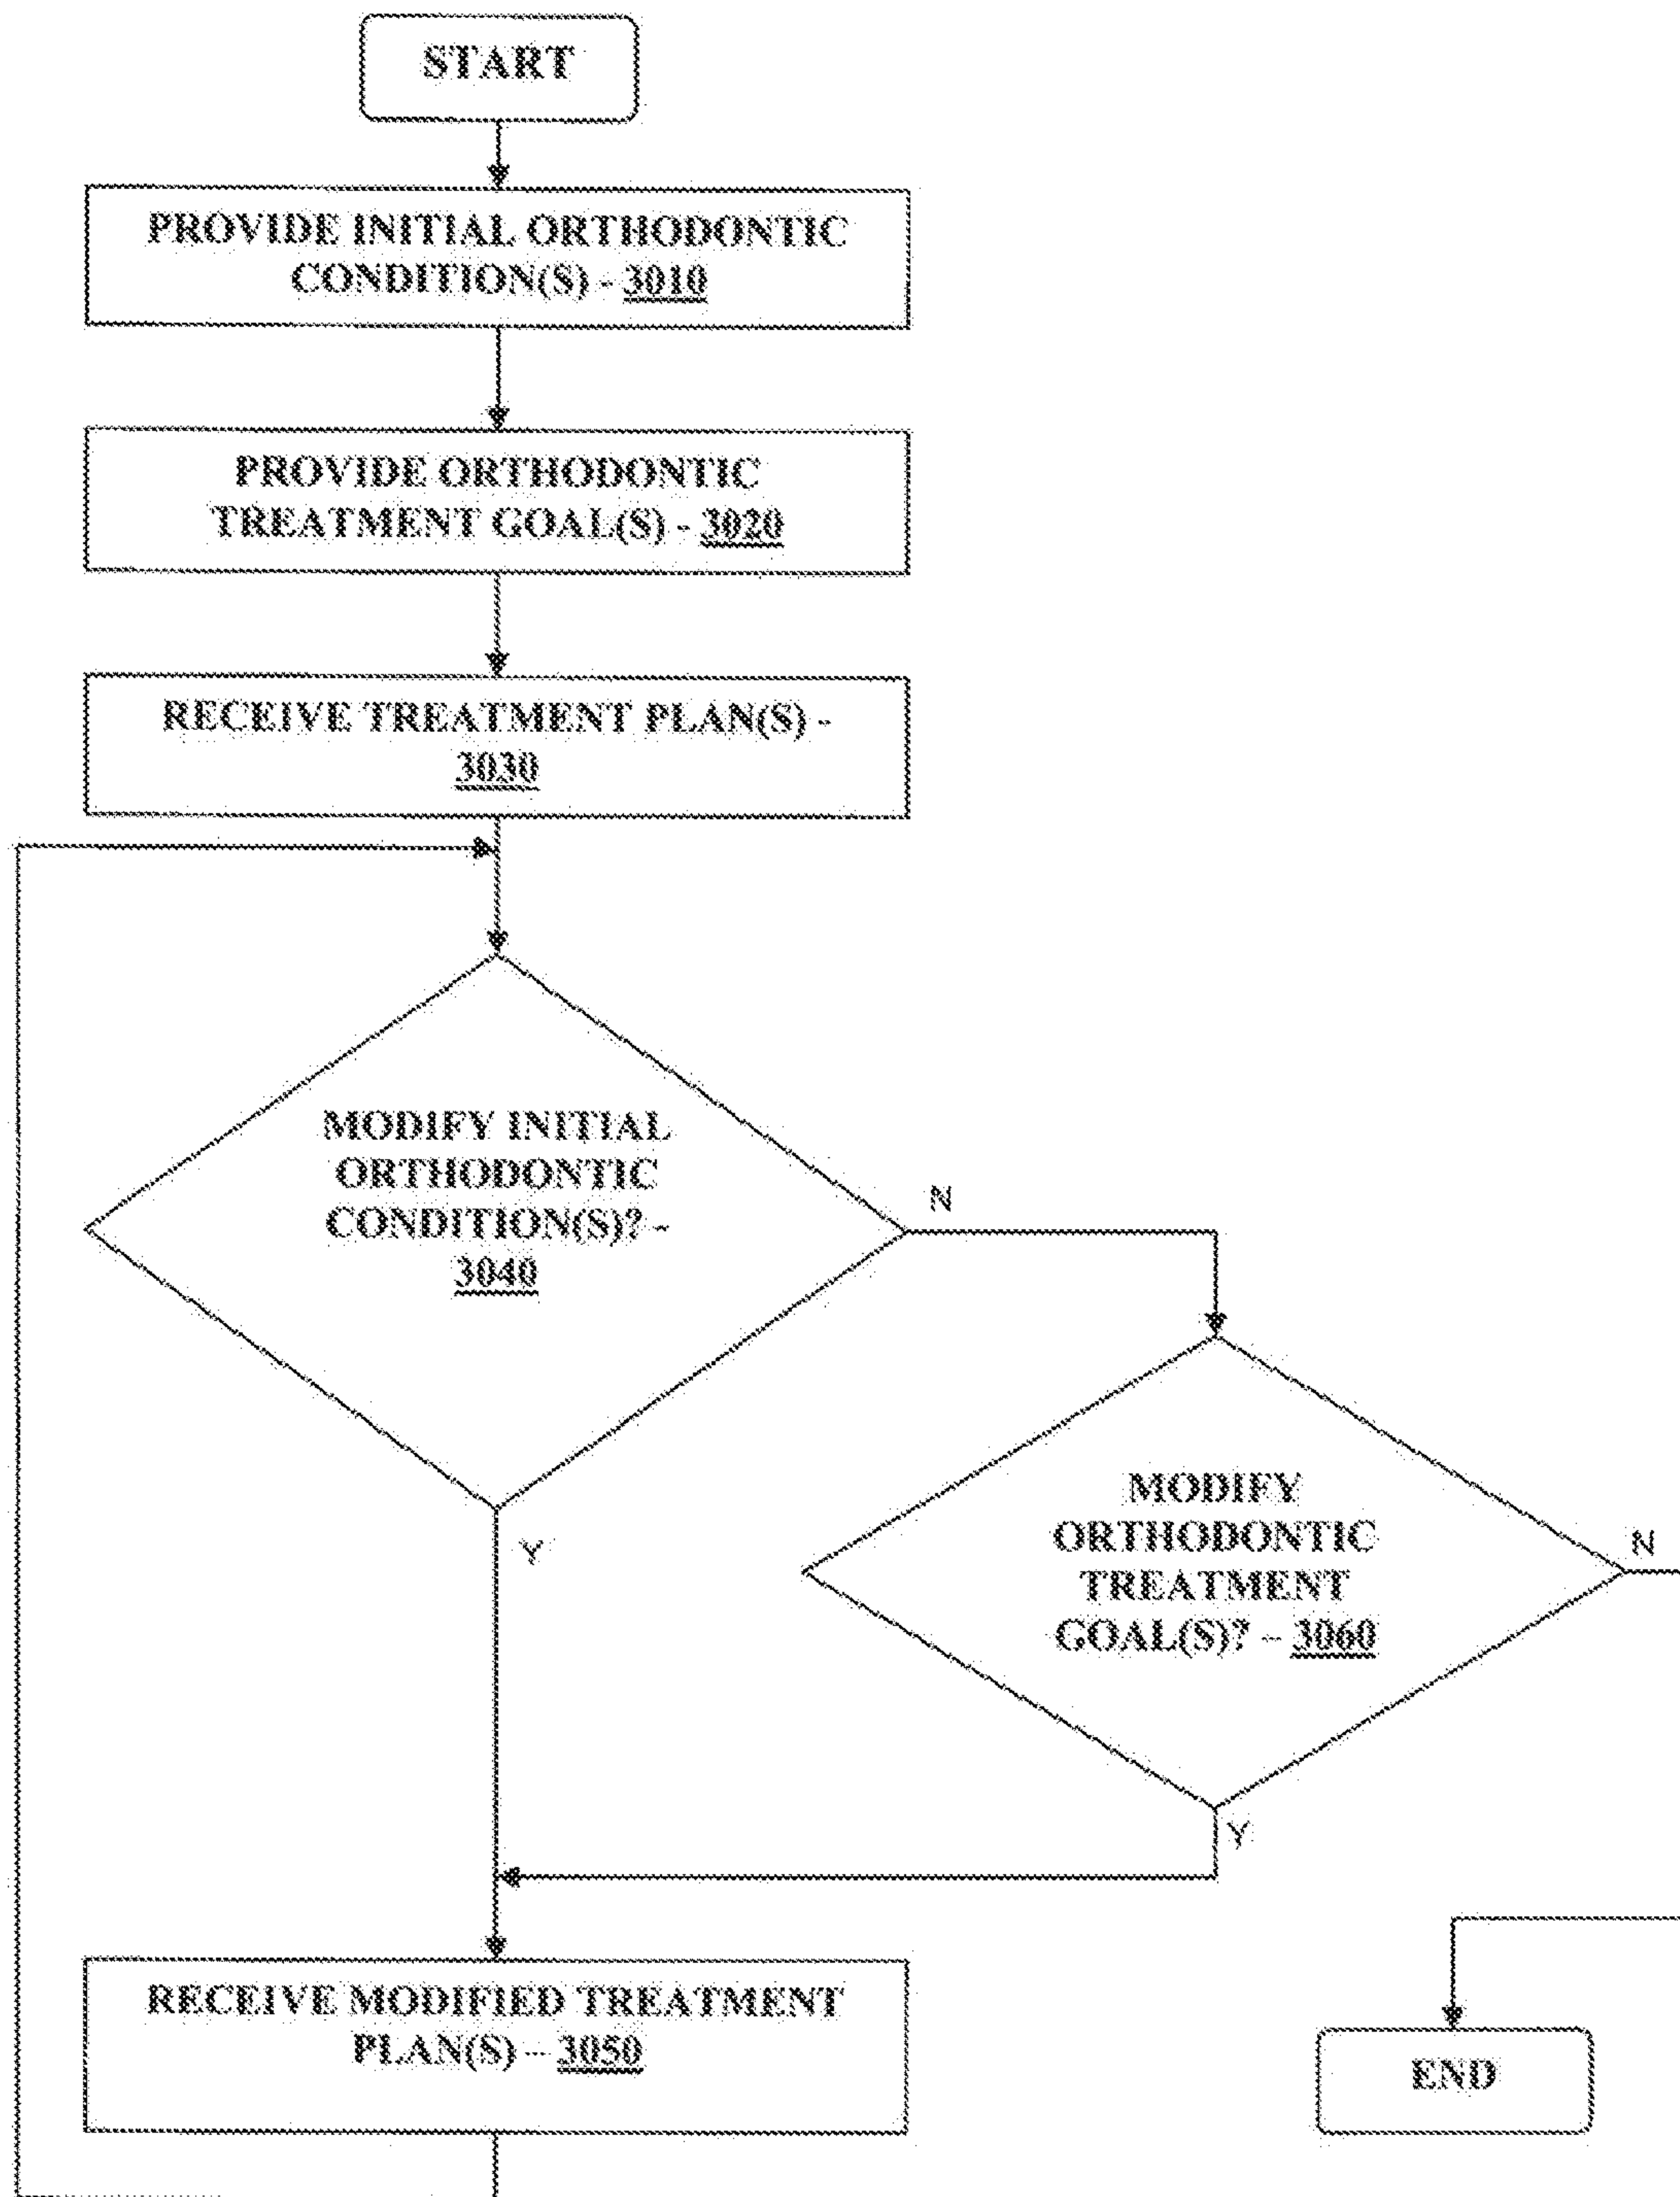 START
PROVIDE INITIAL ORTHODONTIC
CONDITION(S) - 3010
PROVIDE ORTHODONTIC
TREATMENT GOAL(S) - 3020
RECEIVE TREATMENT PLAN(S) -
3030
MODIFY INITIAL
ORTHODONTIC
CONDITION(S)? -
3040
N
Y
MODIFY
ORTHODONTIC
TREATMENT
GOAL(S)? – 3060
N
Y
RECEIVE MODIFIED TREATMENT
PLAN(S) – 3050
END